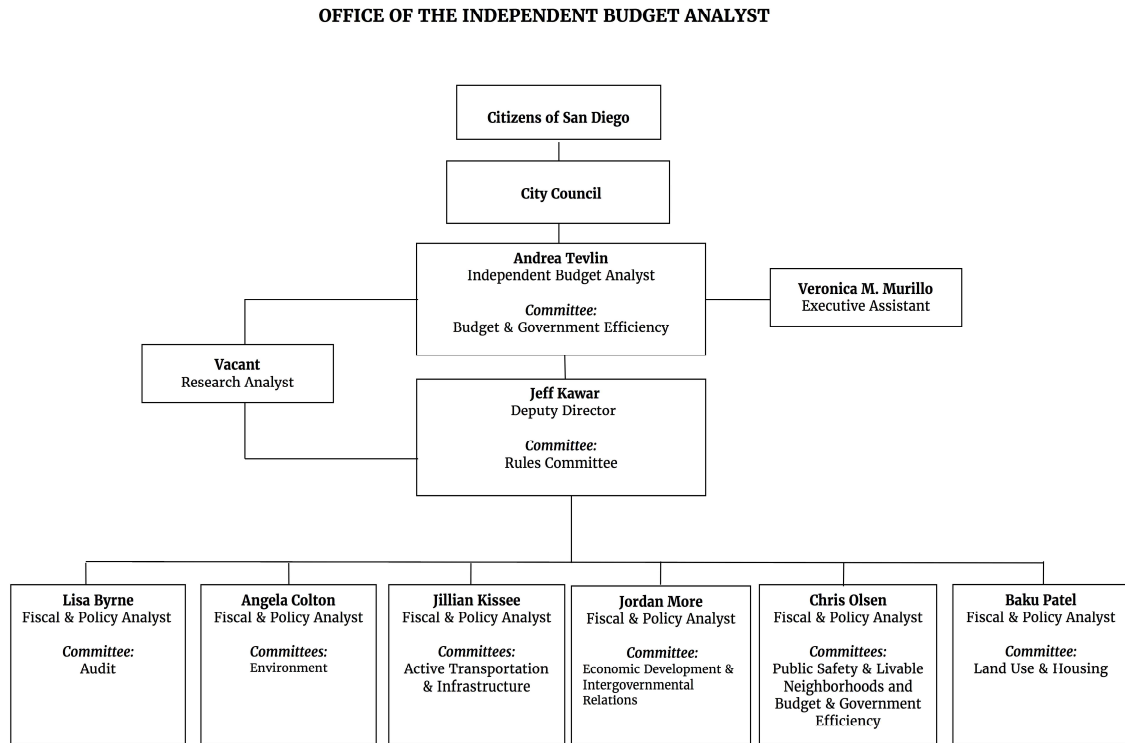 OFFICE OF THE INDEPENDENT BUDGET ANALYST
Citizens of San Diego
City Council
Andrea Tevlin
Independent Budget Analyst
Committee:
Budget & Government Efficiency
Veronica M. Murillo
Executive Assistant
Vacant
Research Analyst
Jeff Kawar
Deputy Director
Committee:
Rules Committee
Lisa Byrne
Fiscal & Policy Analyst
Committee:
Audit
Angela Colton
Fiscal & Policy Analyst
Committees:
Environment
Jillian Kissee
Fiscal & Policy Analyst
Committees:
Active Transportation
& Infrastructure
Jordan More
Fiscal & Policy Analyst
Committee:
Economic Development &
Intergovernmental
Relations
Chris Olsen
Fiscal & Policy Analyst
Committees:
Public Safety & Livable
Neighborhoods and
Budget & Government
Efficiency
Baku Patel
Fiscal & Policy Analyst
Committee:
Land Use & Housing